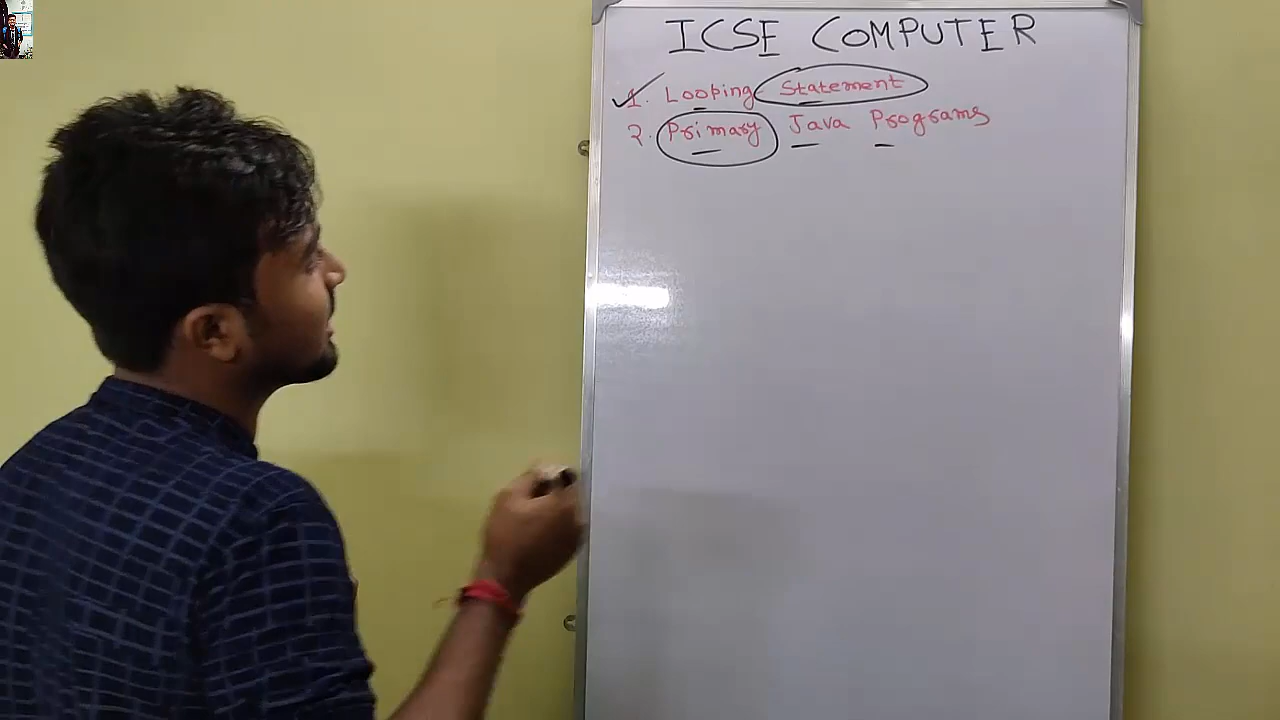 ICSE COMPUTER
1. Looping Statement
2. Primary Java Programs